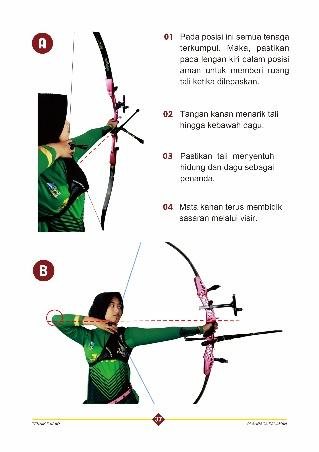 A
01 Pada posisi ini semua tenaga
terkumpul. Maka, pastikan
pada lengan kiri dalam posisi
aman untuk memberi ruang
tali ketika dilepaskan.
02 Tangan kanan menarik tali
hingga kebawah dagu.
03 Pastikan tali menyentuh
hidung dan dagu sebagai
penanda.
04 Mata kanan terus membidik
sasaran melalui visir.
B
37